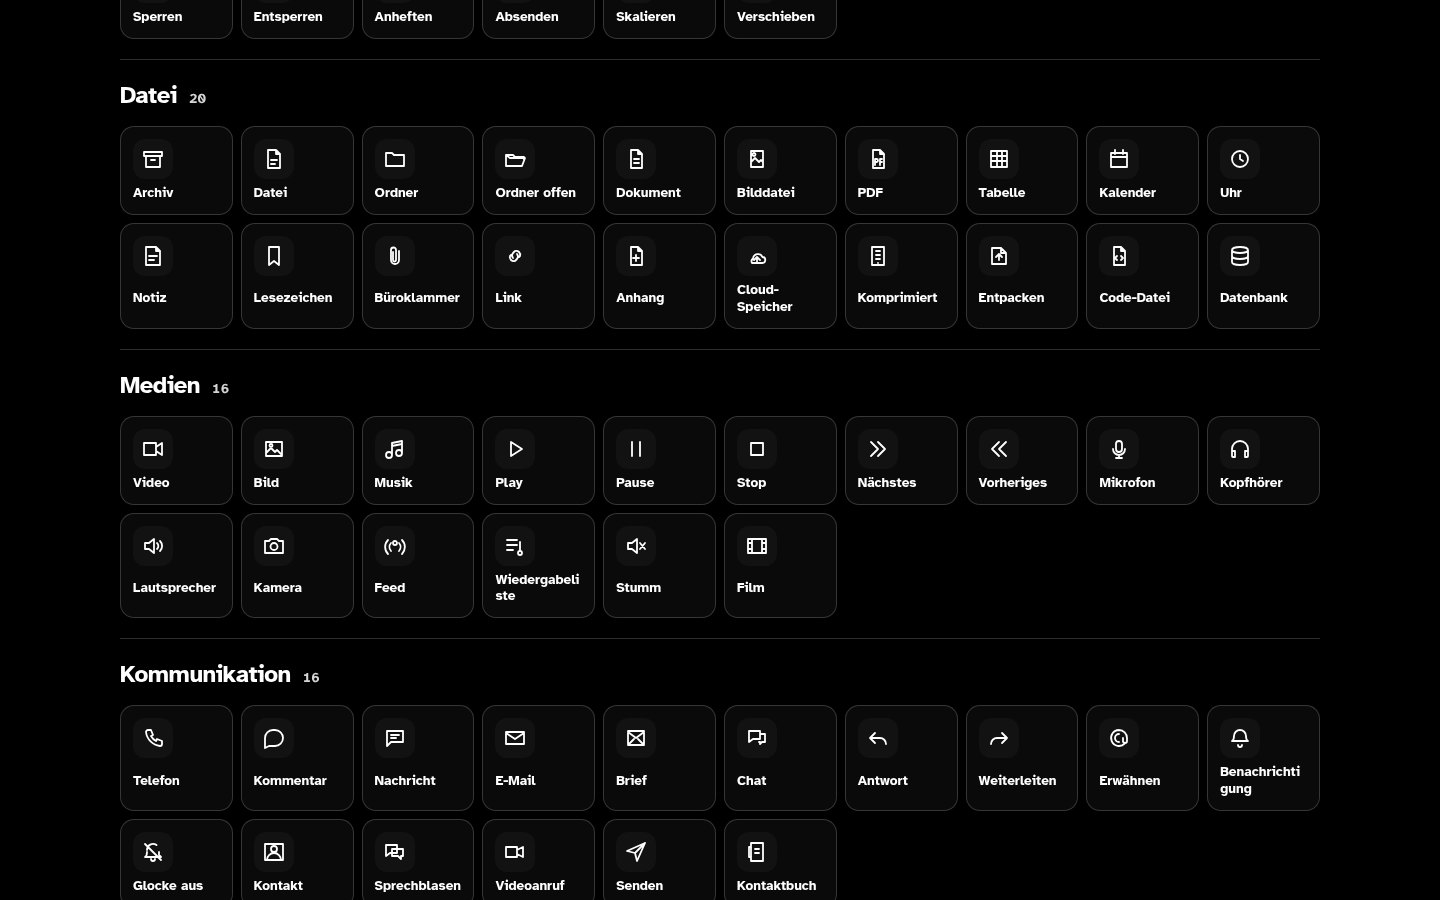 Sperren Entsperren Anheften Absenden Skalieren Verschieben
Datei 20
Archiv Datei Ordner Ordner offen Dokument Bilddatei PDF Tabelle Kalender Uhr
Notiz Lesezeichen Büroklammer Link Anhang Cloud-
Speicher Komprimiert Entpacken Code-Datei Datenbank
Medien 16
Video Bild Musik Play Pause Stop Nächstes Vorheriges Mikrofon Kopfhörer
Lautsprecher Kamera Feed Wiedergabeli
ste Stumm Film
Kommunikation 16
Telefon Kommentar Nachricht E-Mail Brief Chat Antwort Weiterleiten Erwähnen Benachrichti
gung
Glocke aus Kontakt Sprechblasen Videoanruf Senden Kontaktbuch